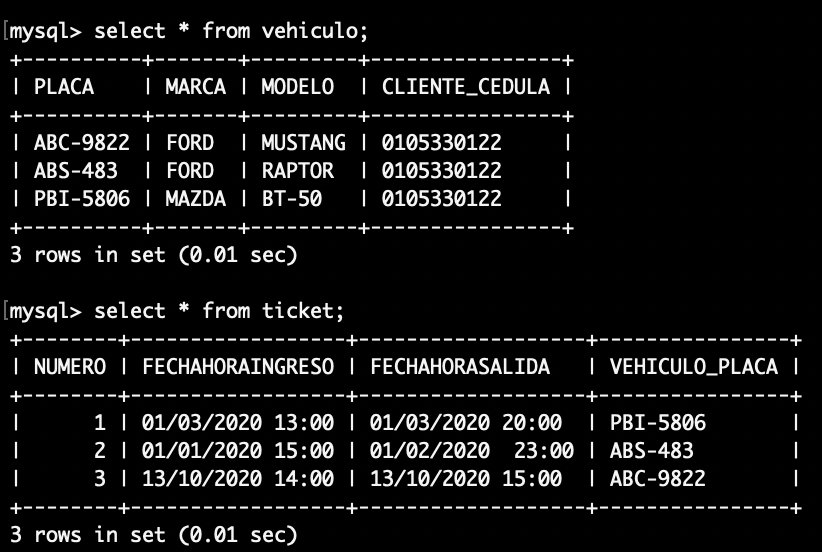 mysql> select * from vehiculo;
+----------+-------+---------+----------------+
| PLACA    | MARCA | MODELO  | CLIENTE_CEDULA |
+----------+-------+---------+----------------+
| ABC-9822 | FORD  | MUSTANG | 0105330122     |
| ABS-483  | FORD  | RAPTOR  | 0105330122     |
| PBI-5806 | MAZDA | BT-50   | 0105330122     |
+----------+-------+---------+----------------+
3 rows in set (0.01 sec)
mysql> select * from ticket;
+--------+------------------+-------------------+----------------+
| NUMERO | FECHAHORAINGRESO | FECHAHORASALIDA   | VEHICULO_PLACA |
+--------+------------------+-------------------+----------------+
|      1 | 01/03/2020 13:00 | 01/03/2020 20:00  | PBI-5806       |
|      2 | 01/01/2020 15:00 | 01/02/2020  23:00 | ABS-483        |
|      3 | 13/10/2020 14:00 | 13/10/2020 15:00  | ABC-9822       |
+--------+------------------+-------------------+----------------+
3 rows in set (0.01 sec)